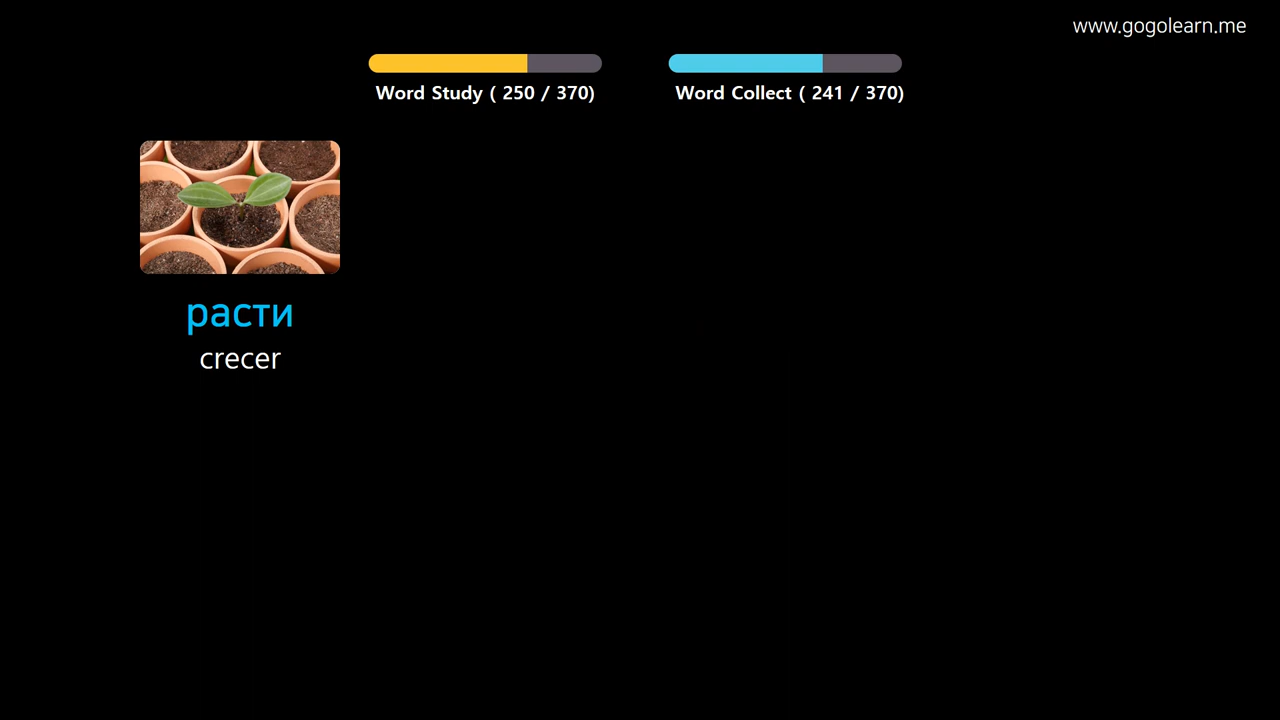 www.gogolearn.me
Word Study ( 250 / 370)
Word Collect ( 241 / 370)
расти
crecer